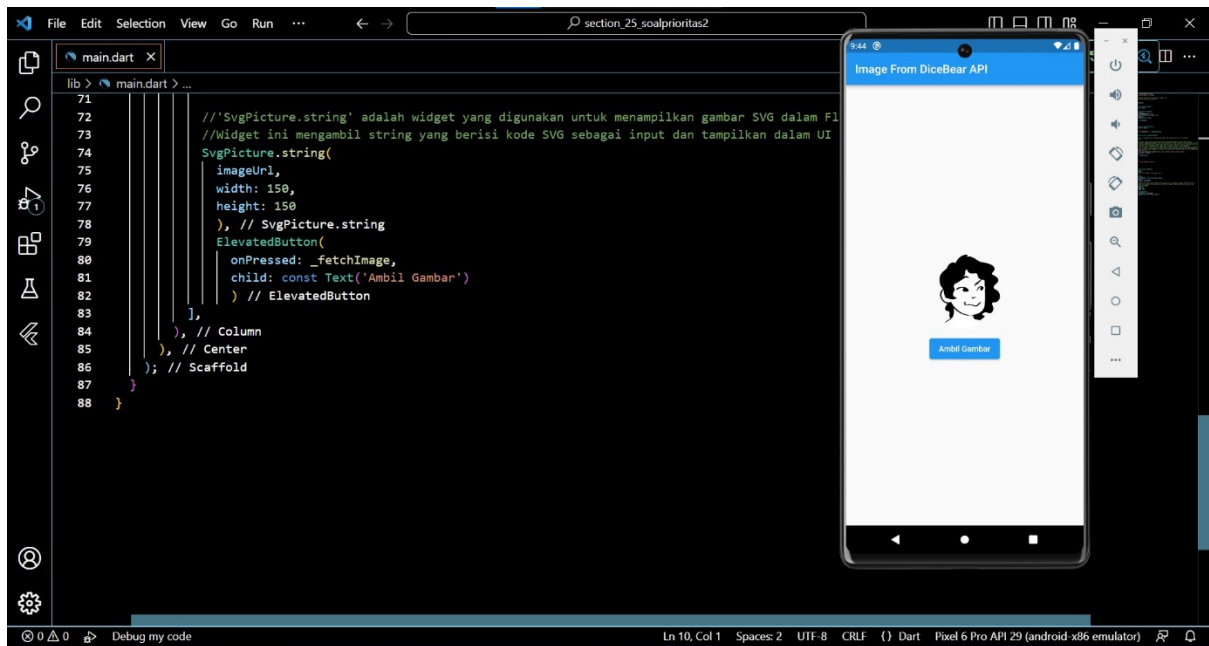 File Edit Selection View Go Run ··· ← → section_25_soalprioritas2
main.dart ×
lib > main.dart > ...
71
72 //'SvgPicture.string' adalah widget yang digunakan untuk menampilkan gambar SVG dalam Fl
73 //Widget ini mengambil string yang berisi kode SVG sebagai input dan tampilkan dalam UI
74 SvgPicture.string(
75 imageUrl,
76 width: 150,
77 height: 150
78 ), // SvgPicture.string
79 ElevatedButton(
80 onPressed: _fetchImage,
81 child: const Text('Ambil Gambar')
82 ) // ElevatedButton
83 ],
84 ), // Column
85 ), // Center
86 ); // Scaffold
87 }
88 }
9:44
Image From DiceBear API
Ambil Gambar
1
0 0 Debug my code Ln 10, Col 1 Spaces: 2 UTF-8 CRLF {} Dart Pixel 6 Pro API 29 (android-x86 emulator)